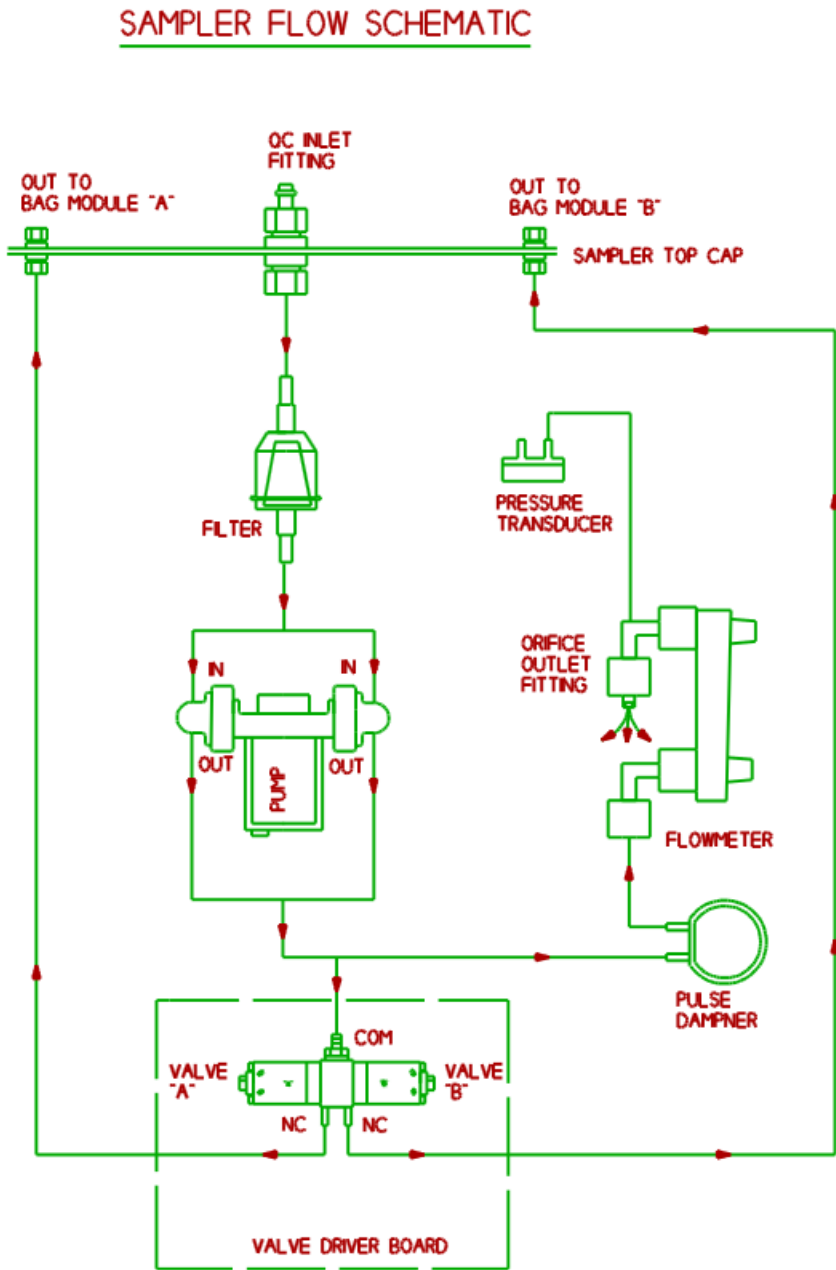 SAMPLER FLOW SCHEMATIC
QC INLET
FITTING
OUT TO
BAG MODULE "A"
OUT TO
BAG MODULE "B"
SAMPLER TOP CAP
PRESSURE
TRANSDUCER
FILTER
ORIFICE
OUTLET
FITTING
IN
IN
OUT
OUT
PUMP
FLOWMETER
PULSE
DAMPNER
COM
VALVE
"A"
VALVE
"B"
NC
NC
VALVE DRIVER BOARD